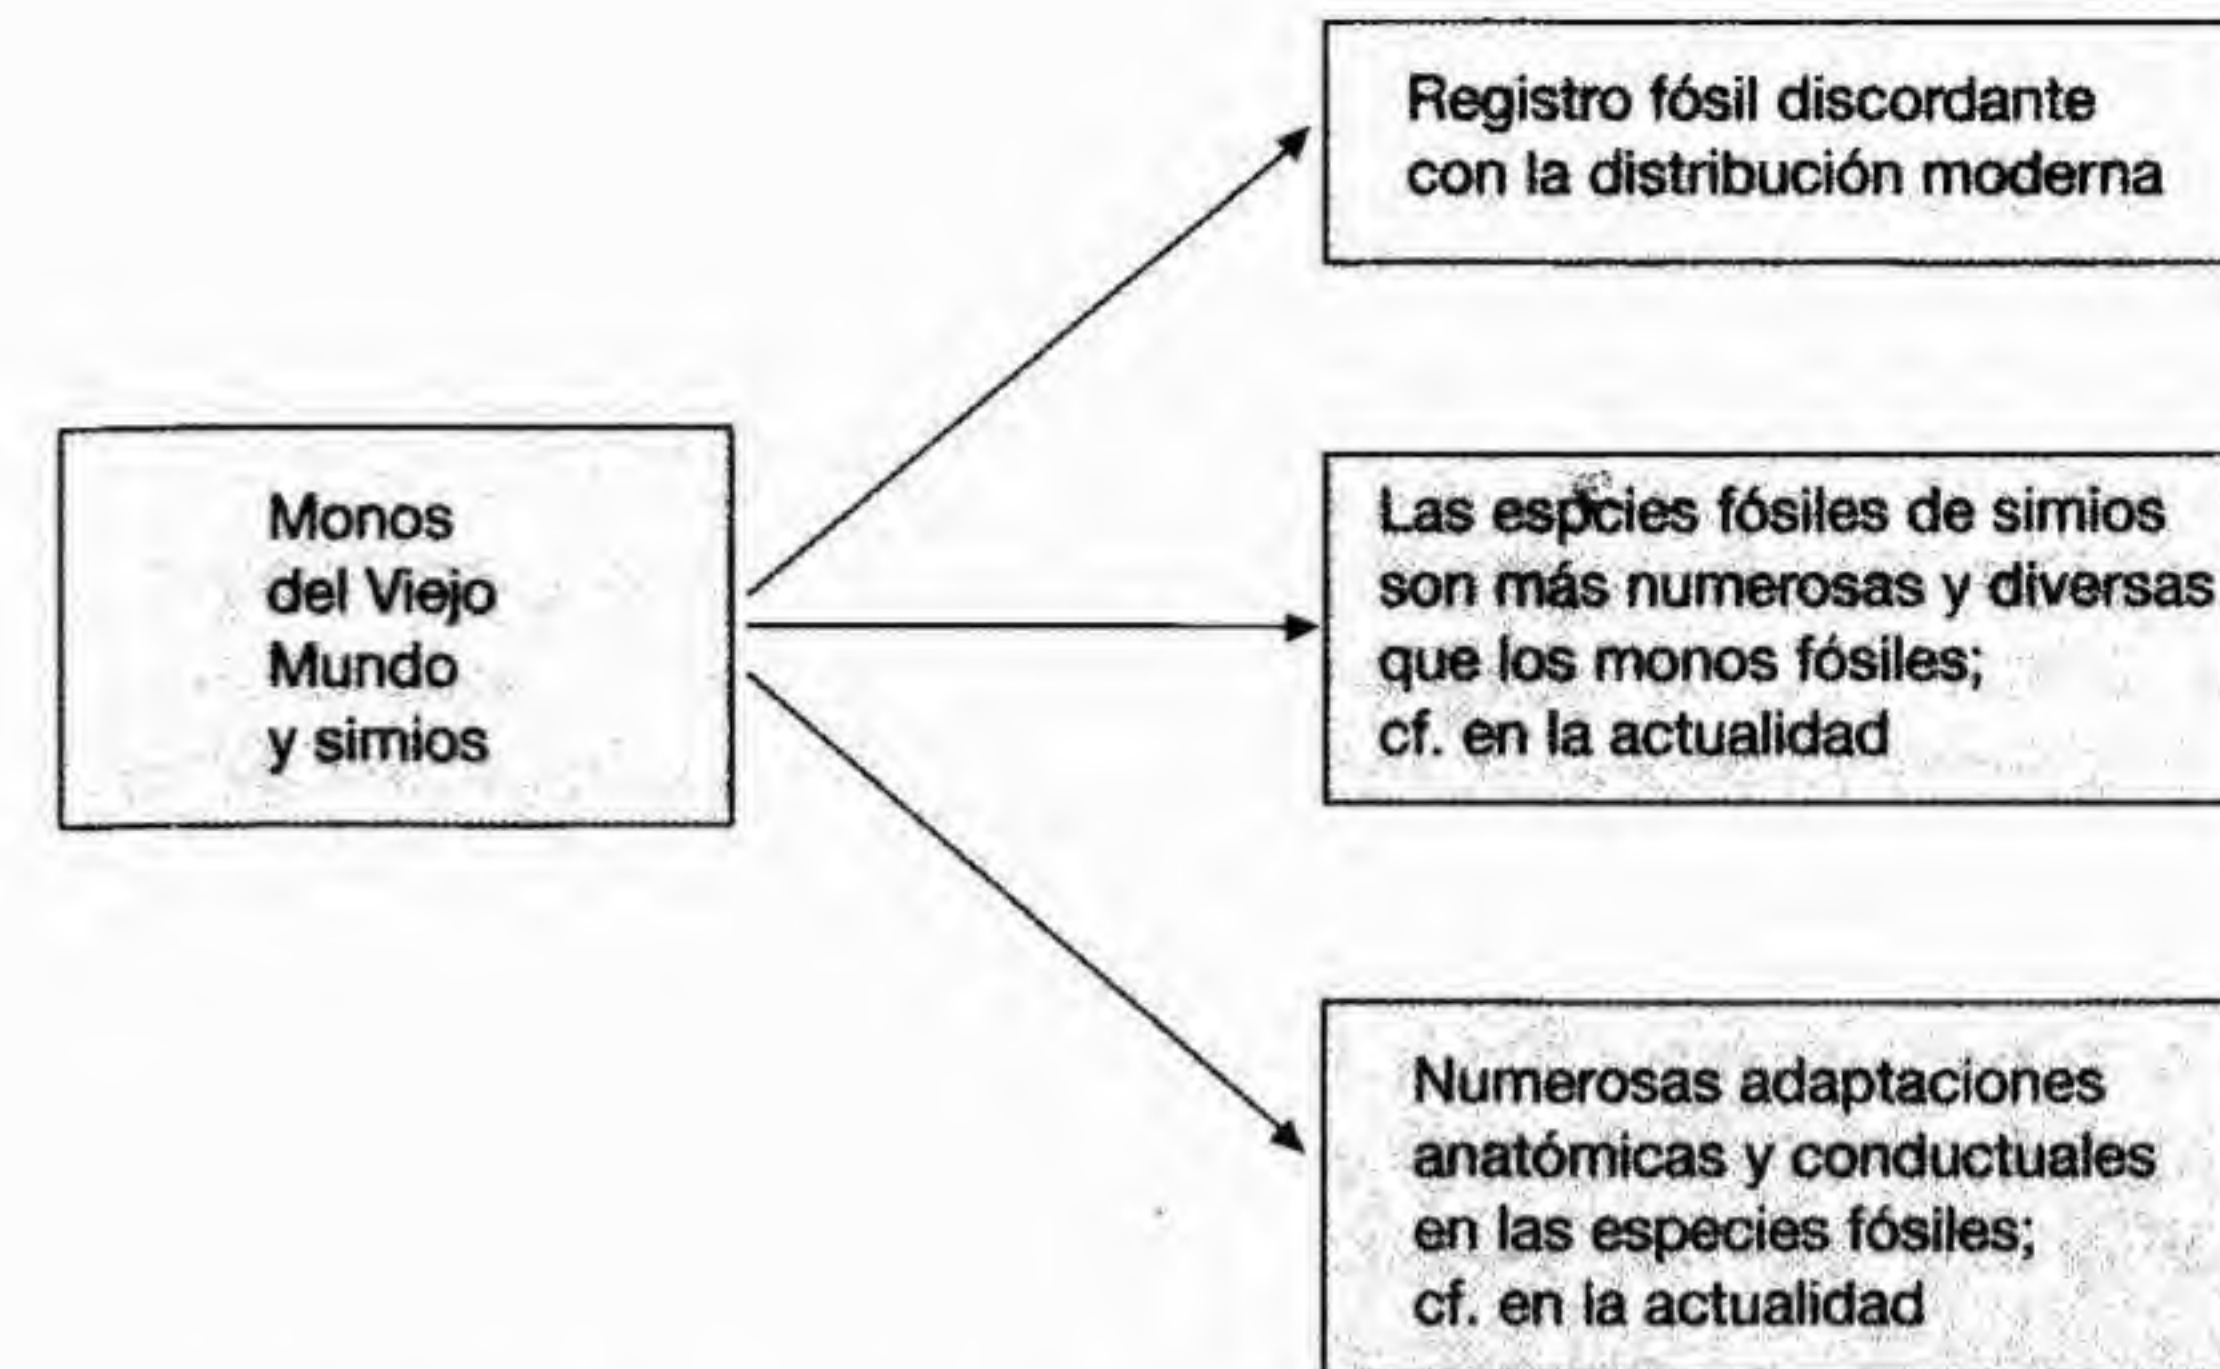 Registro fósil discordante
con la distribución moderna
Monos
del Viejo
Mundo
y simios
Las especies fósiles de simios
son más numerosas y diversas
que los monos fósiles;
cf. en la actualidad
Numerosas adaptaciones
anatómicas y conductuales
en las especies fósiles;
cf. en la actualidad